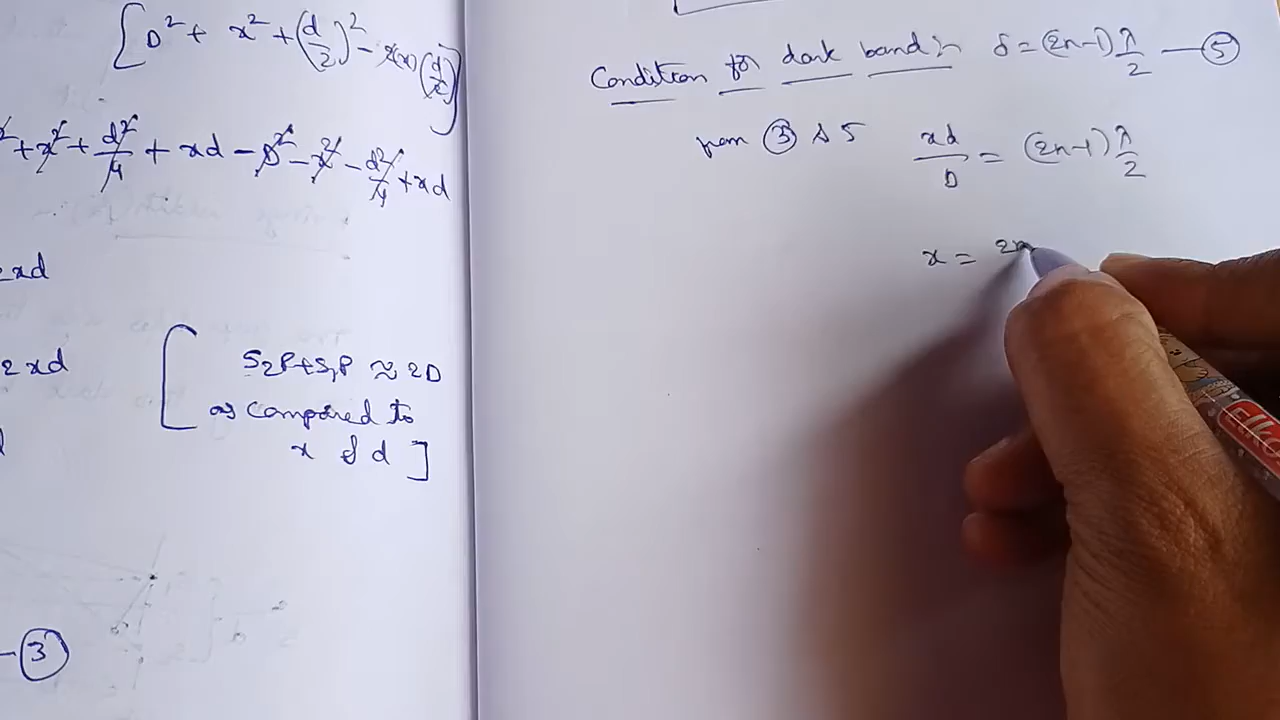 [D² + x² + (d/2)² - 2(x)(d/2)]
x² + d²/4 + xd - D² - x² - d²/4 + xd
2xd
2xd
[ S₂P+S₁P ≈ 2D
as compared to
x & d ]
- ③
Condition for dark band :- δ = (2n-1) λ/2 — ⑤
from ③ & 5 xd/D = (2n-1) λ/2
x = 2n